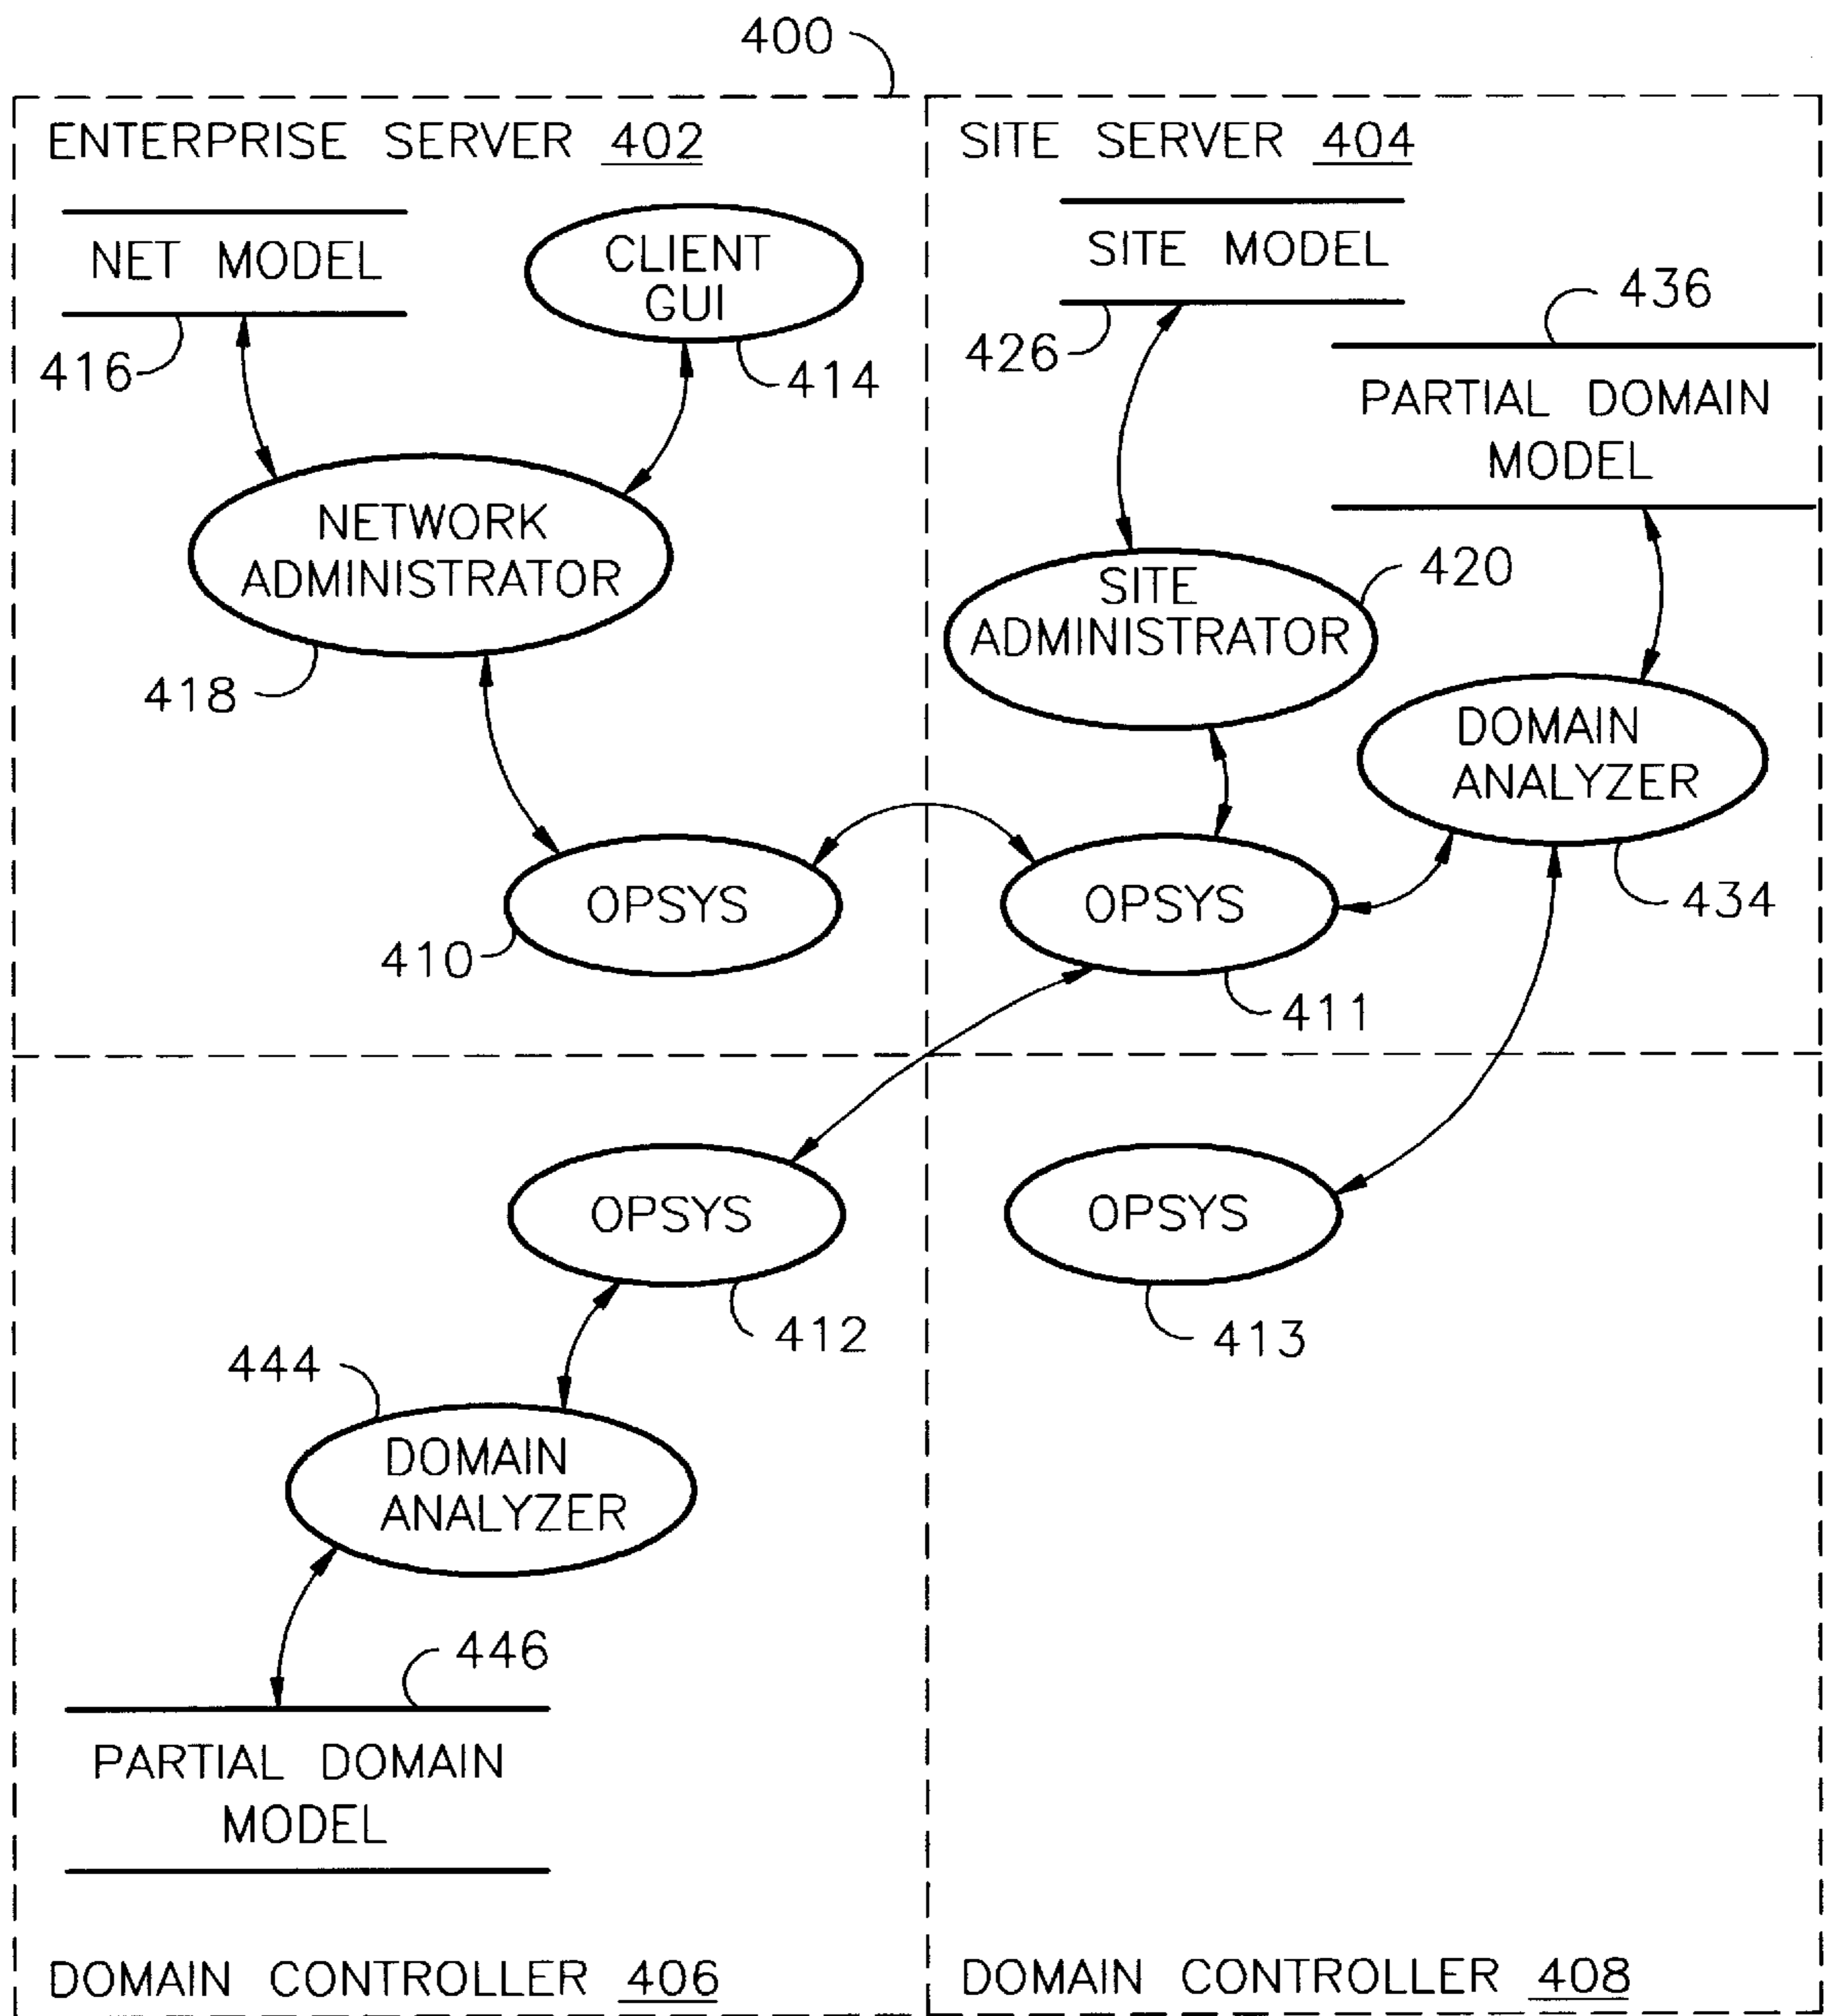 400
ENTERPRISE SERVER 402
NET MODEL
416
CLIENT
GUI
414
NETWORK
ADMINISTRATOR
418
OPSYS
410
SITE SERVER 404
SITE MODEL
426
436
PARTIAL DOMAIN
MODEL
SITE
ADMINISTRATOR
420
DOMAIN
ANALYZER
434
OPSYS
411
OPSYS
412
444
DOMAIN
ANALYZER
446
PARTIAL DOMAIN
MODEL
DOMAIN CONTROLLER 406
OPSYS
413
DOMAIN CONTROLLER 408